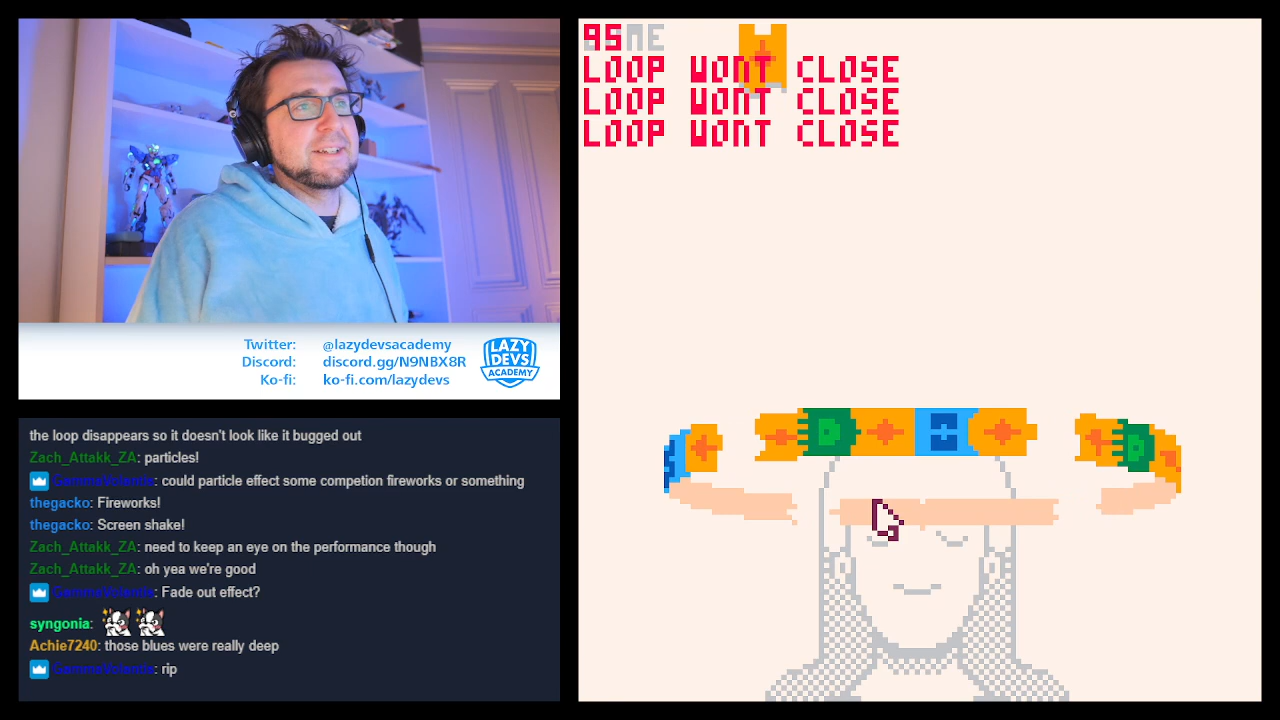 Twitter: @lazydevsacademy
Discord: discord.gg/N9NBX8R
Ko-fi: ko-fi.com/lazydevs
LAZY
DEVS
ACADEMY
the loop disappears so it doesn't look like it bugged out
Zach_Attakk_ZA: particles!
GammaVolantis: could particle effect some competion fireworks or something
thegacko: Fireworks!
thegacko: Screen shake!
Zach_Attakk_ZA: need to keep an eye on the performance though
Zach_Attakk_ZA: oh yea we're good
GammaVolantis: Fade out effect?
syngonia:
Achie7240: those blues were really deep
GammaVolantis: rip
LOOP WONT CLOSE
LOOP WONT CLOSE
LOOP WONT CLOSE